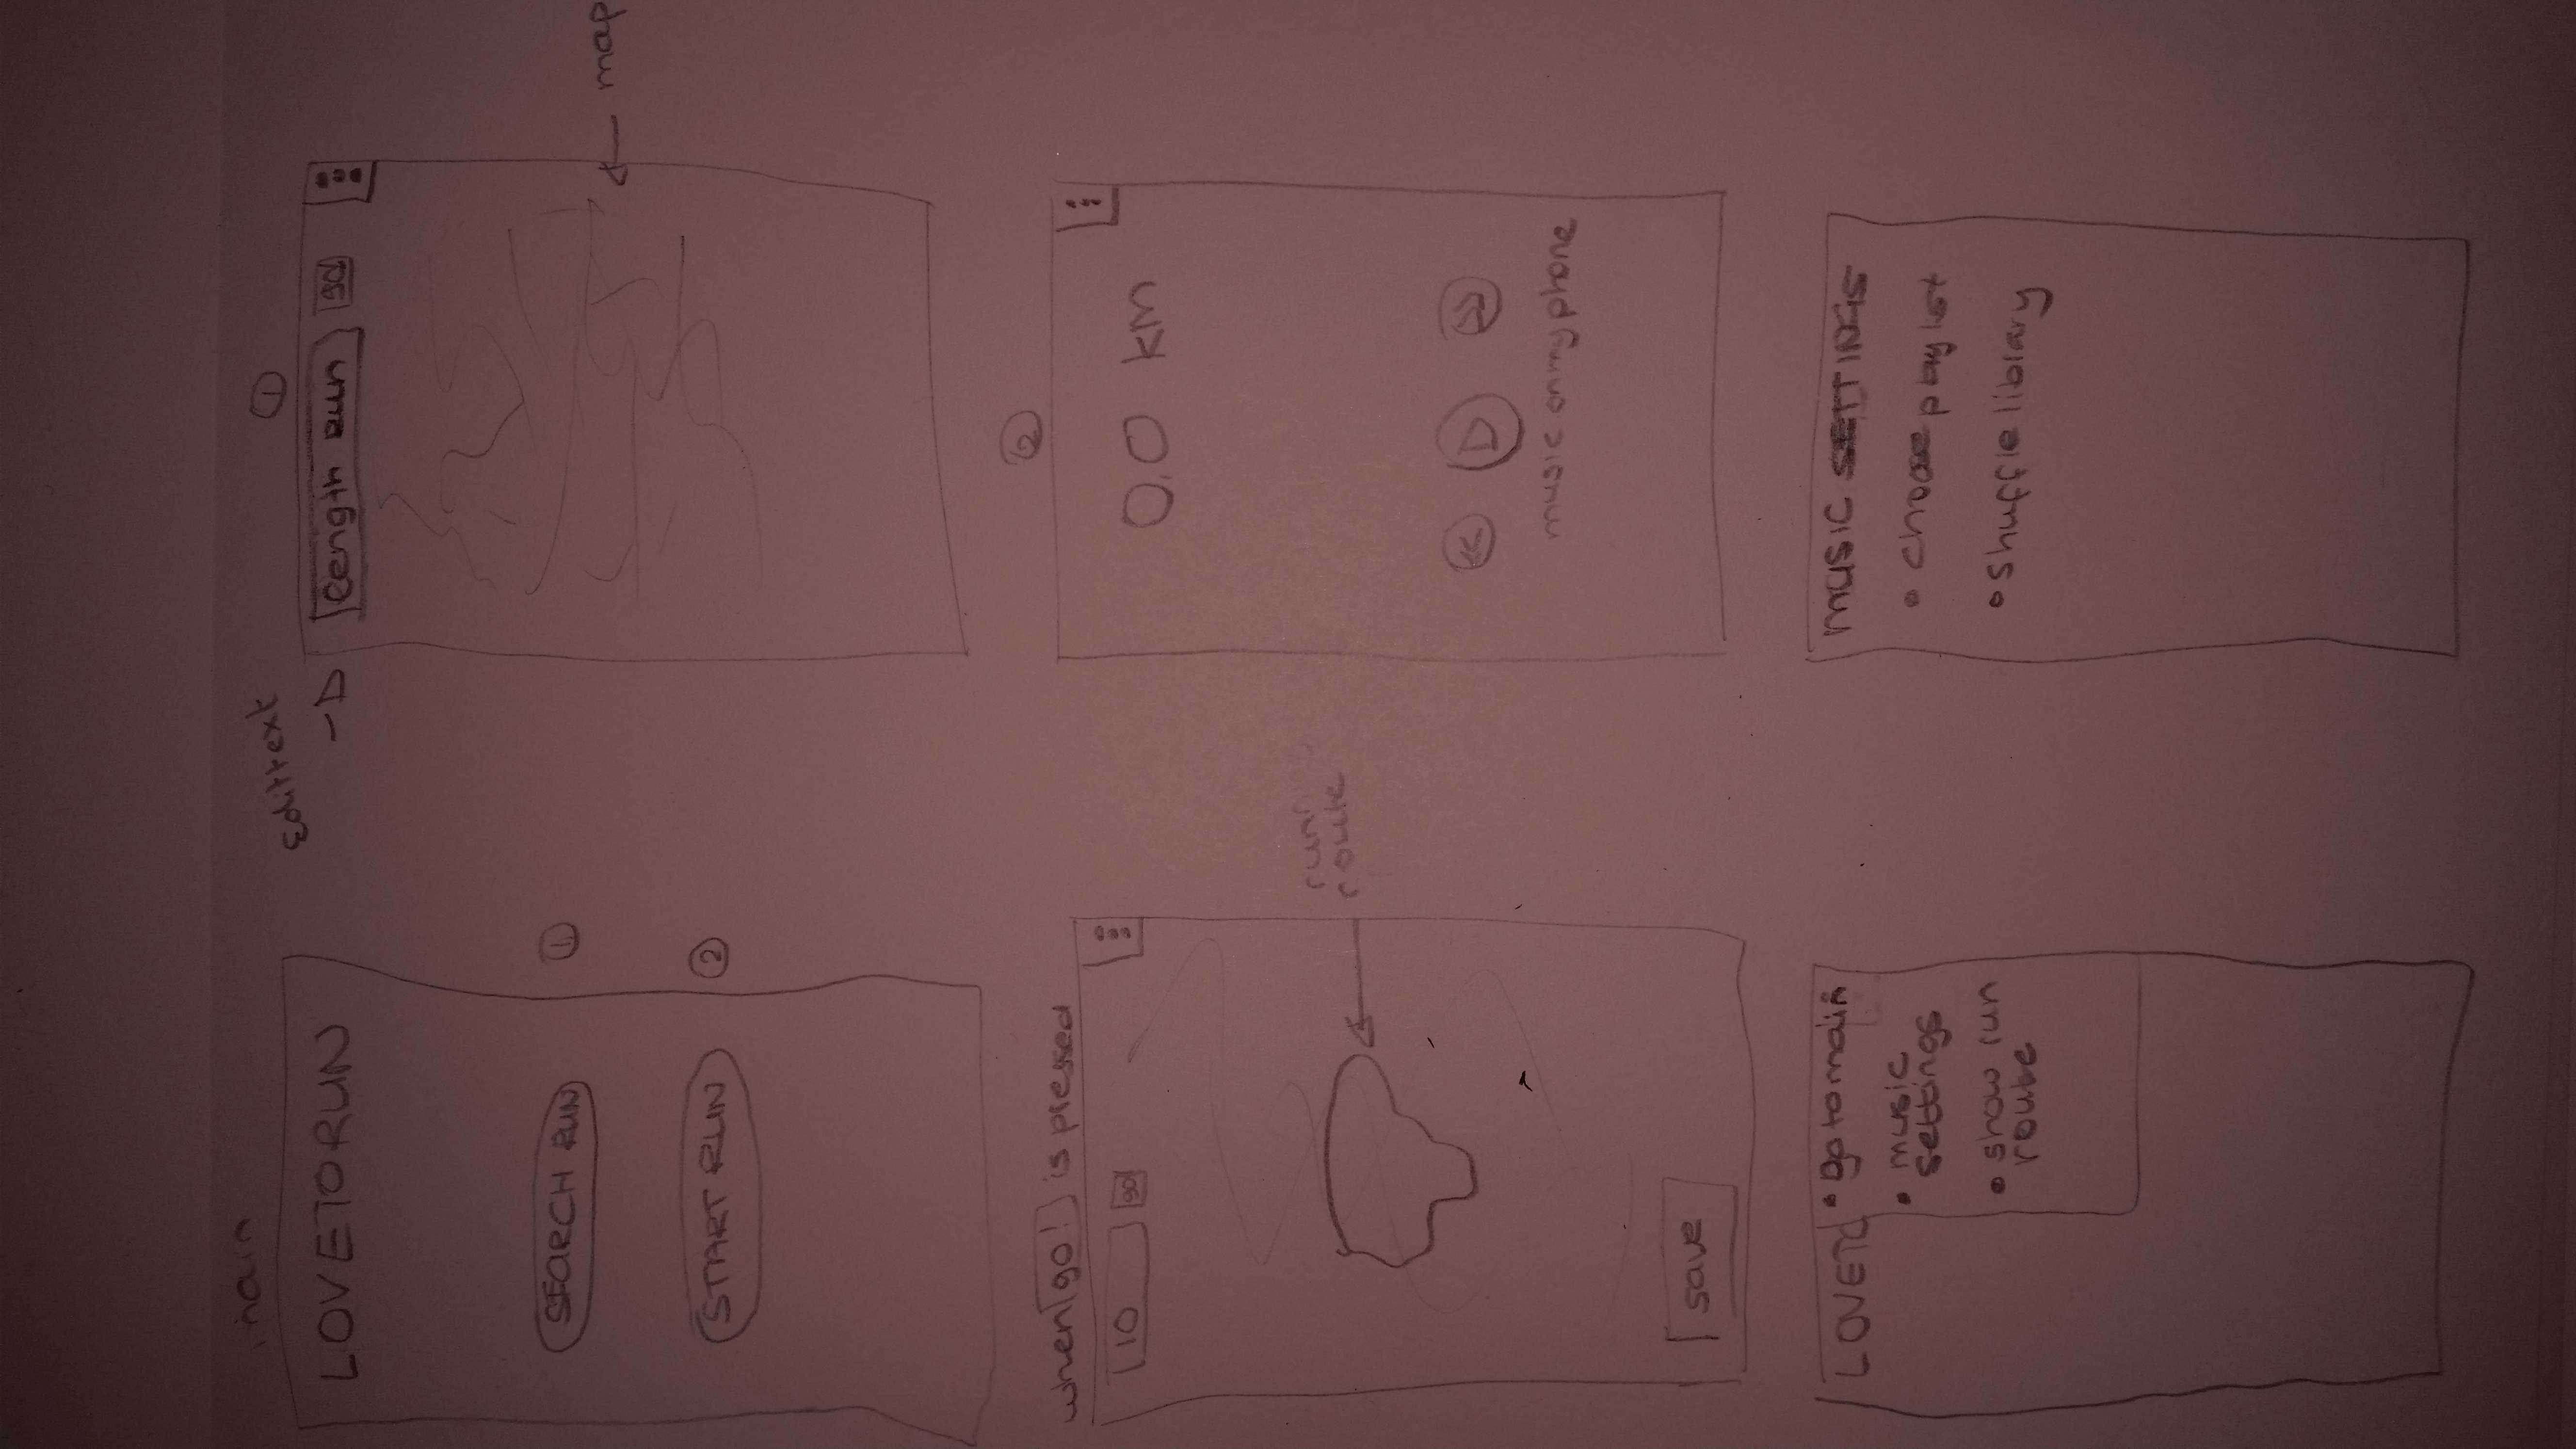 main
LOVETORUN
SEARCH RUN
1
START RUN
2
Edittext
1
length run
go!
map
when go! is pressed
10
go!
running
route
save
2
0.0 km
music on my phone
LOVETO
• go to main
• music
settings
• show run
route
MUSIC SETTINGS
• choose playlist
• shuffle library